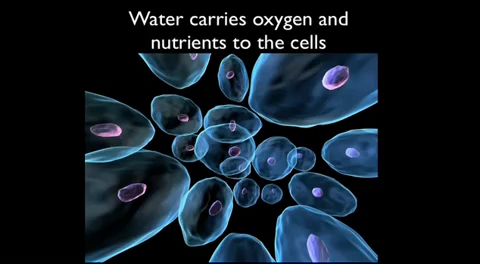 Water carries oxygen and
nutrients to the cells